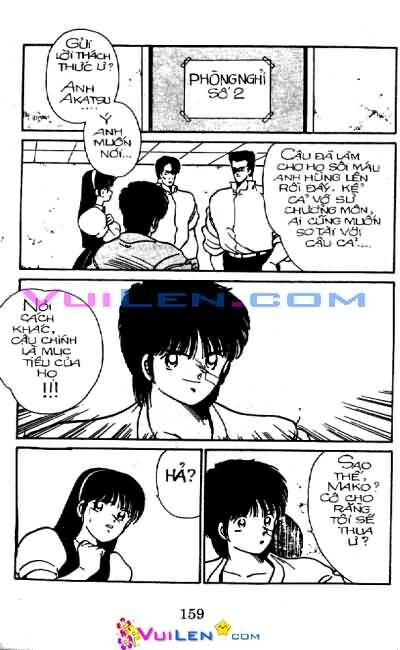 GỬI
LỜI THÁCH
THỨC Ư?
ANH
AKATSU
....
Ý
ANH
MUỐN
NÓI...
PHÒNG NGHỈ
SỐ 2
CẬU ĐÃ LÀM
CHO HỌ SÔI MÁU
ANH HÙNG LÊN
RỒI ĐẤY, KỂ
CẢ VÕ SƯ
CHƯỞNG MÔN,
AI CŨNG MUỐN
SO TÀI VỚI
CẬU CẢ....
NÓI
CÁCH
KHÁC,
CẬU CHÍNH
LÀ MỤC
TIÊU CỦA
HỌ
!!!
VUILEN.COM
HẢ?
SAO
THẾ,
MAKO?
CÔ CHO
RẰNG
TÔI SẼ
THUA
Ư?
159
VUILEN.COM